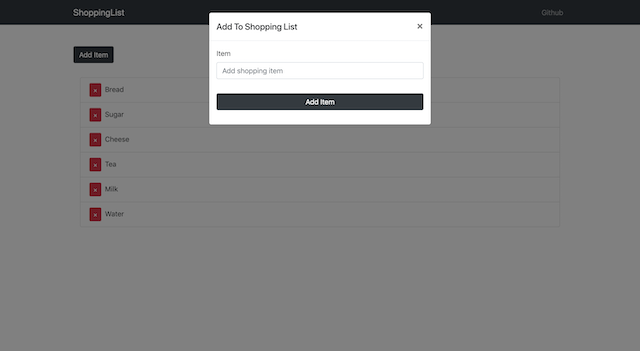 ShoppingList
Github
Add To Shopping List
×
Item
Add shopping item
Add Item
Add Item
× Bread
× Sugar
× Cheese
× Tea
× Milk
× Water